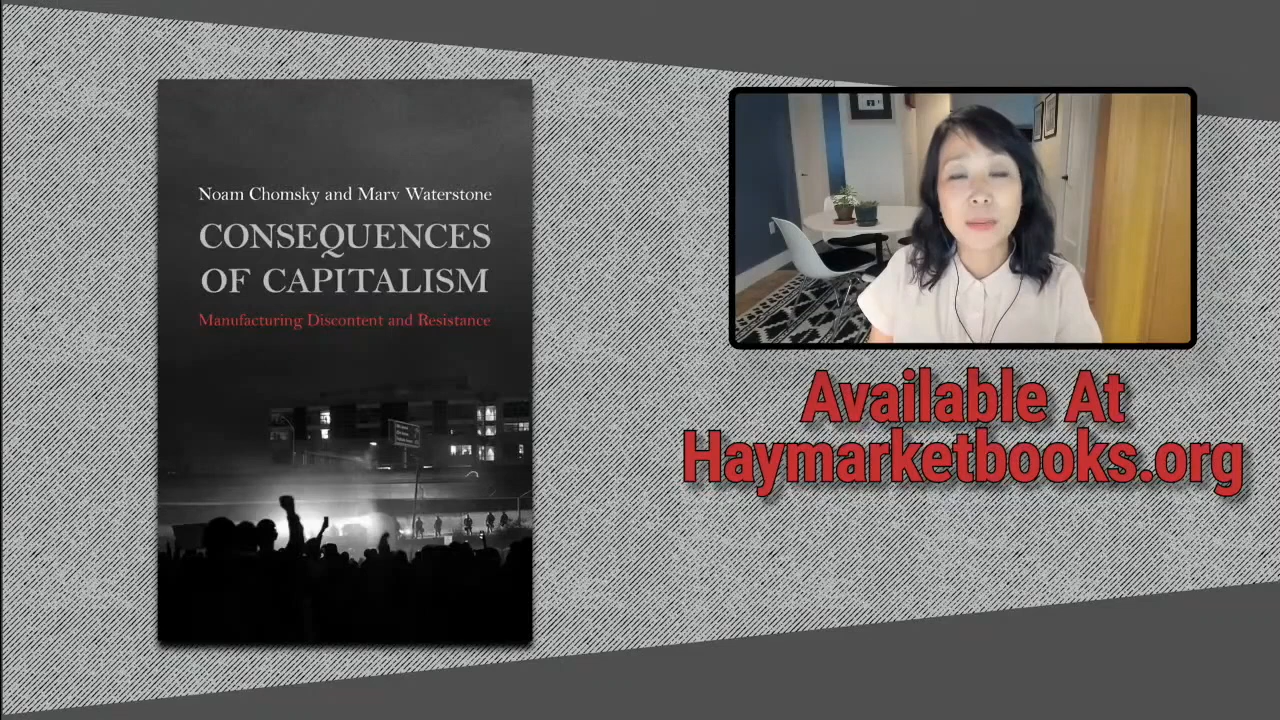 Noam Chomsky and Marv Waterstone
CONSEQUENCES
OF CAPITALISM
Manufacturing Discontent and Resistance
Available At
Haymarketbooks.org